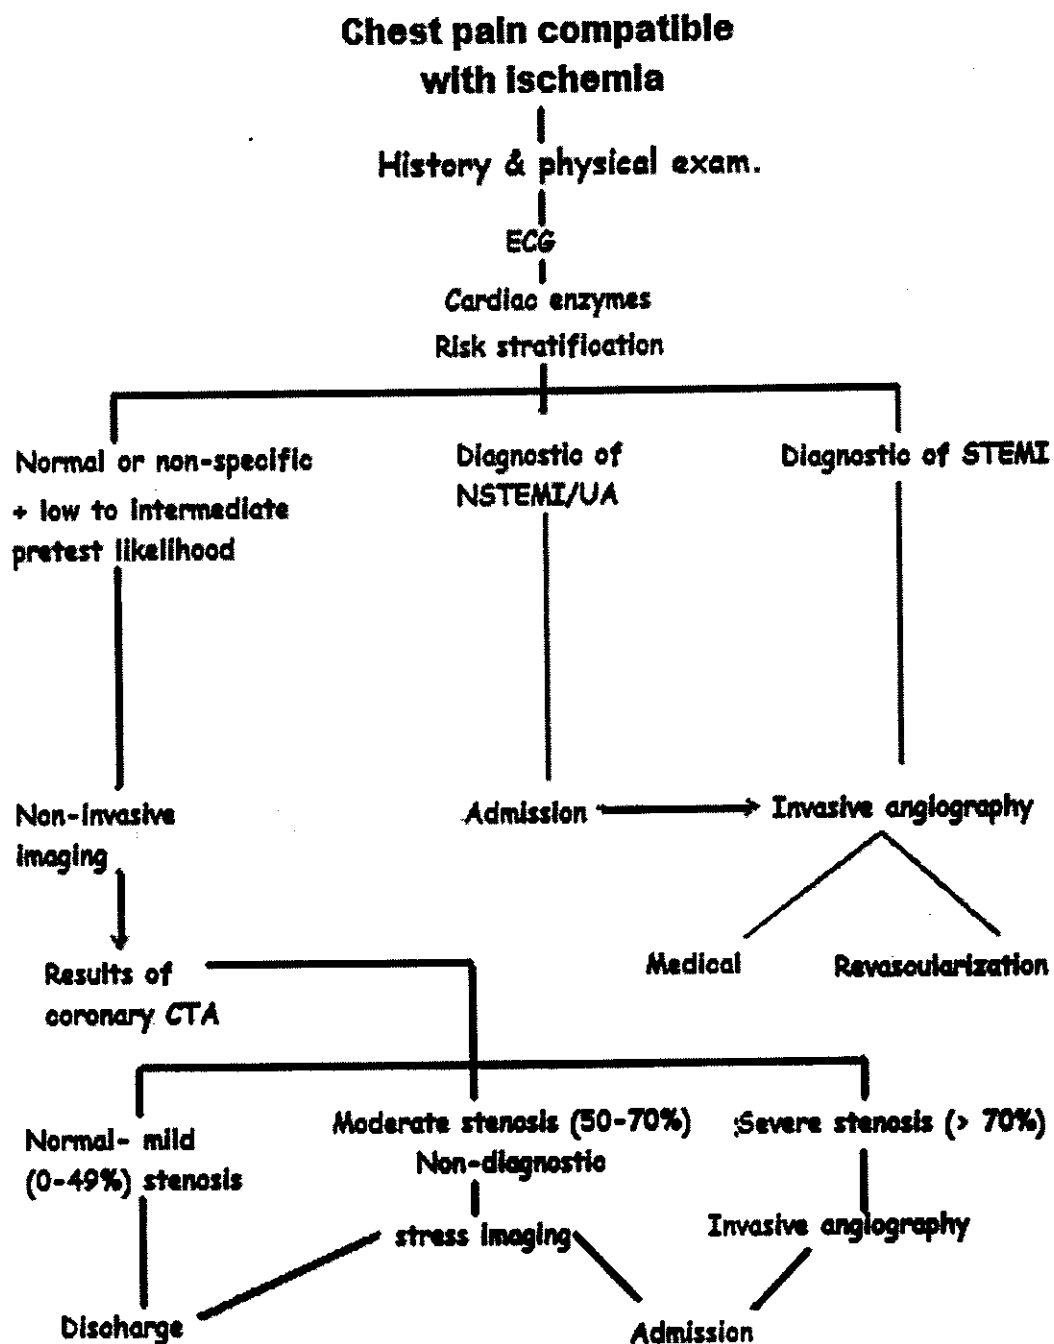 Chest pain compatible
with ischemia
History & physical exam.
ECG
Cardiac enzymes
Risk stratification
Normal or non-specific
+ low to intermediate
pretest likelihood
Diagnostic of
NSTEMI/UA
Diagnostic of STEMI
Non-invasive
imaging
Admission
Invasive angiography
Medical
Revascularization
Results of
coronary CTA
Normal- mild
(0-49%) stenosis
Moderate stenosis (50-70%)
Non-diagnostic
Severe stenosis (> 70%)
stress imaging
Invasive angiography
Discharge
Admission